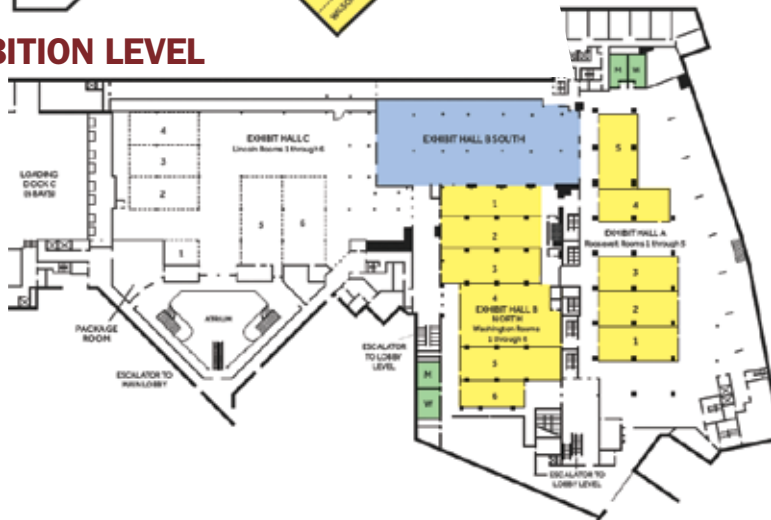 WILSO
BITION LEVEL
M W
4
EXHIBIT HALL C
Lincoln Rooms 1 through 6
EXHIBIT HALL B SOUTH
5
3
LOADING
DOCK C
(5 BAYS)
2
1
4
5
6
2
EXHIBIT HALL A
Roosevelt Rooms 1 through 5
1
3
3
4
2
EXHIBIT HALL B
NORTH
Washington Rooms
1 through 6
ATRIUM
PACKAGE
ROOM
1
ESCALATOR
TO LOBBY
LEVEL
5
ESCALATOR TO
MAIN LOBBY
M
6
W
ESCALATOR TO
LOBBY LEVEL